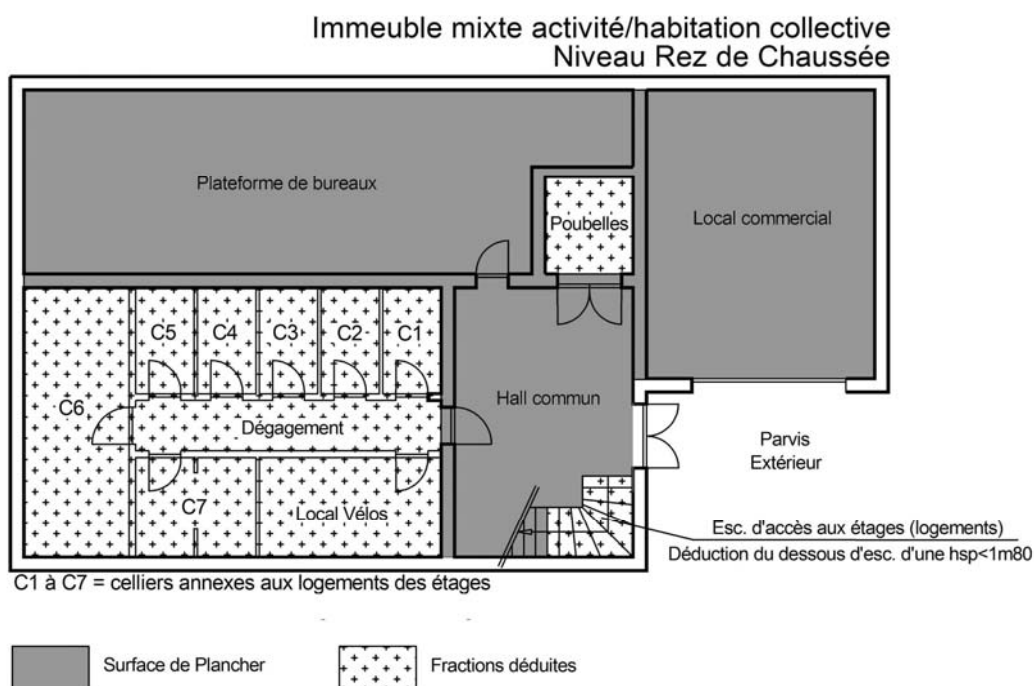 Immeuble mixte activité/habitation collective
Niveau Rez de Chaussée
Plateforme de bureaux
Poubelles
Local commercial
C5
C4
C3
C2
C1
C6
Hall commun
Dégagement
Parvis
Extérieur
C7
Local Vélos
Esc. d'accès aux étages (logements)
Déduction du dessous d'esc. d'une hsp<1m80
C1 à C7 = celliers annexes aux logements des étages
Surface de Plancher
Fractions déduites